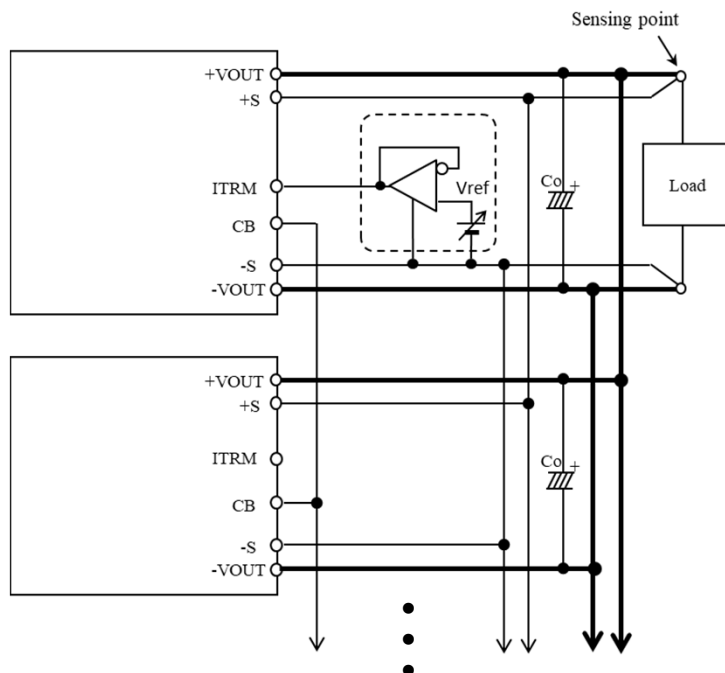 Sensing point
+VOUT
+S
ITRM
Vref
Co
+
Load
CB
-S
-VOUT
+VOUT
+S
ITRM
Co
+
CB
-S
-VOUT